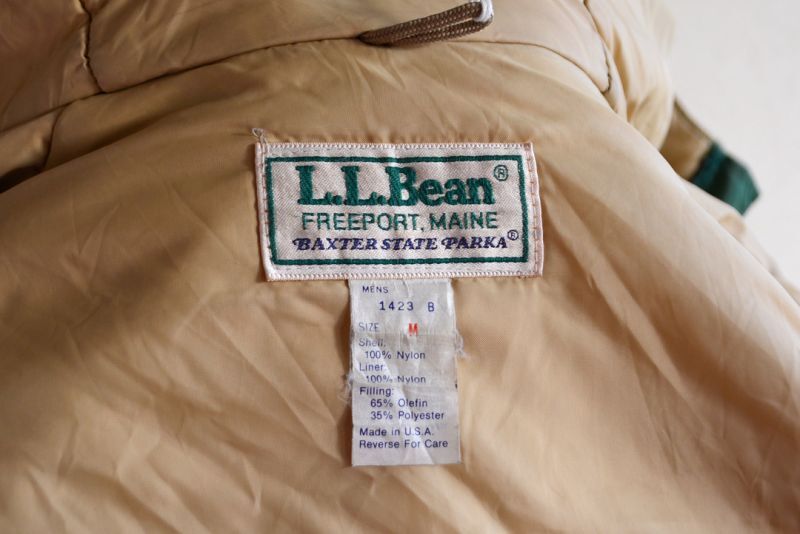 L.L.Bean®
FREEPORT, MAINE
BAXTER STATE PARKA®
MENS
1423 B
SIZE M
Shell:
100% Nylon
Liner:
100% Nylon
Filling:
65% Olefin
35% Polyester
Made in U.S.A.
Reverse For Care